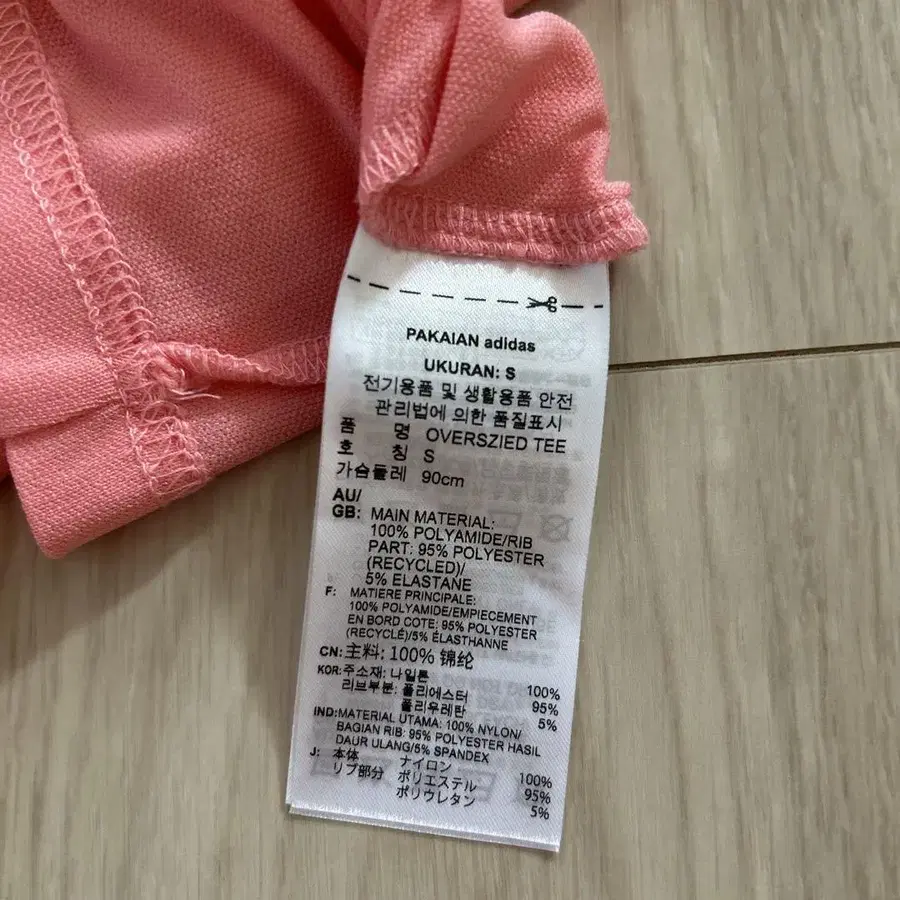 PAKAIAN adidas
UKURAN: S
전기용품 및 생활용품 안전
관리법에 의한 품질표시
품 명 OVERSZIED TEE
호 칭 S
가슴둘레 90cm
AU/
GB: MAIN MATERIAL:
100% POLYAMIDE/RIB
PART: 95% POLYESTER
(RECYCLED)/
5% ELASTANE
F: MATIERE PRINCIPALE:
100% POLYAMIDE/EMPIECEMENT
EN BORD COTE: 95% POLYESTER
(RECYCLÉ)/5% ÉLASTHANNE
CN: 主料: 100% 锦纶
KOR: 주소재: 나일론 100%
리브부분: 폴리에스터 95%
폴리우레탄 5%
IND: MATERIAL UTAMA: 100% NYLON/
BAGIAN RIB: 95% POLYESTER HASIL
DAUR ULANG/5% SPANDEX
J: 本体 ナイロン 100%
リブ部分 ポリエステル 95%
ポリウレタン 5%